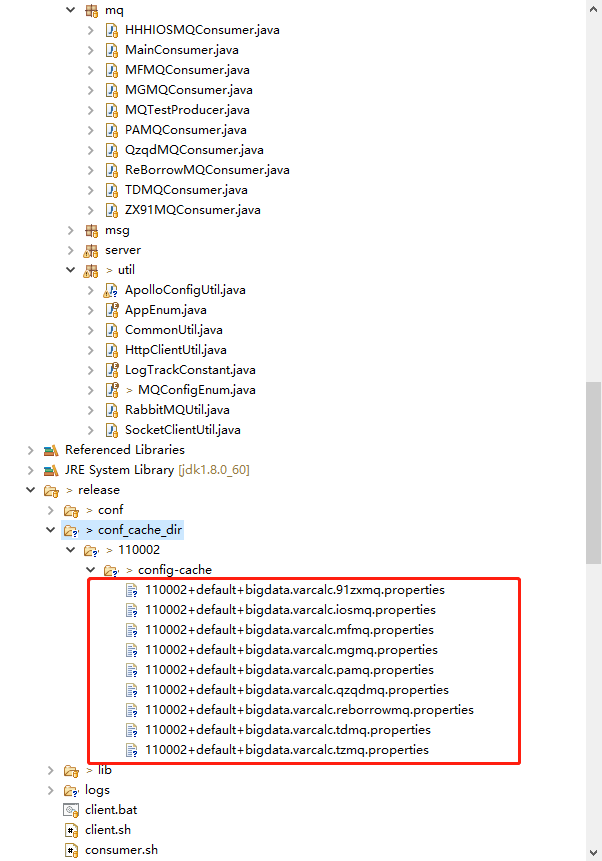 mq
HHHIOSMQConsumer.java
MainConsumer.java
MFMQConsumer.java
MGMQConsumer.java
MQTestProducer.java
PAMQConsumer.java
QzqdMQConsumer.java
ReBorrowMQConsumer.java
TDMQConsumer.java
ZX91MQConsumer.java
msg
server
> util
ApolloConfigUtil.java
AppEnum.java
CommonUtil.java
HttpClientUtil.java
LogTrackConstant.java
> MQConfigEnum.java
RabbitMQUtil.java
SocketClientUtil.java
Referenced Libraries
JRE System Library [jdk1.8.0_60]
> release
> conf
> conf_cache_dir
> 110002
> config-cache
110002+default+bigdata.varcalc.91zxmq.properties
110002+default+bigdata.varcalc.iosmq.properties
110002+default+bigdata.varcalc.mfmq.properties
110002+default+bigdata.varcalc.mgmq.properties
110002+default+bigdata.varcalc.pamq.properties
110002+default+bigdata.varcalc.qzqdmq.properties
110002+default+bigdata.varcalc.reborrowmq.properties
110002+default+bigdata.varcalc.tdmq.properties
110002+default+bigdata.varcalc.tzmq.properties
> lib
logs
client.bat
client.sh
consumer.sh